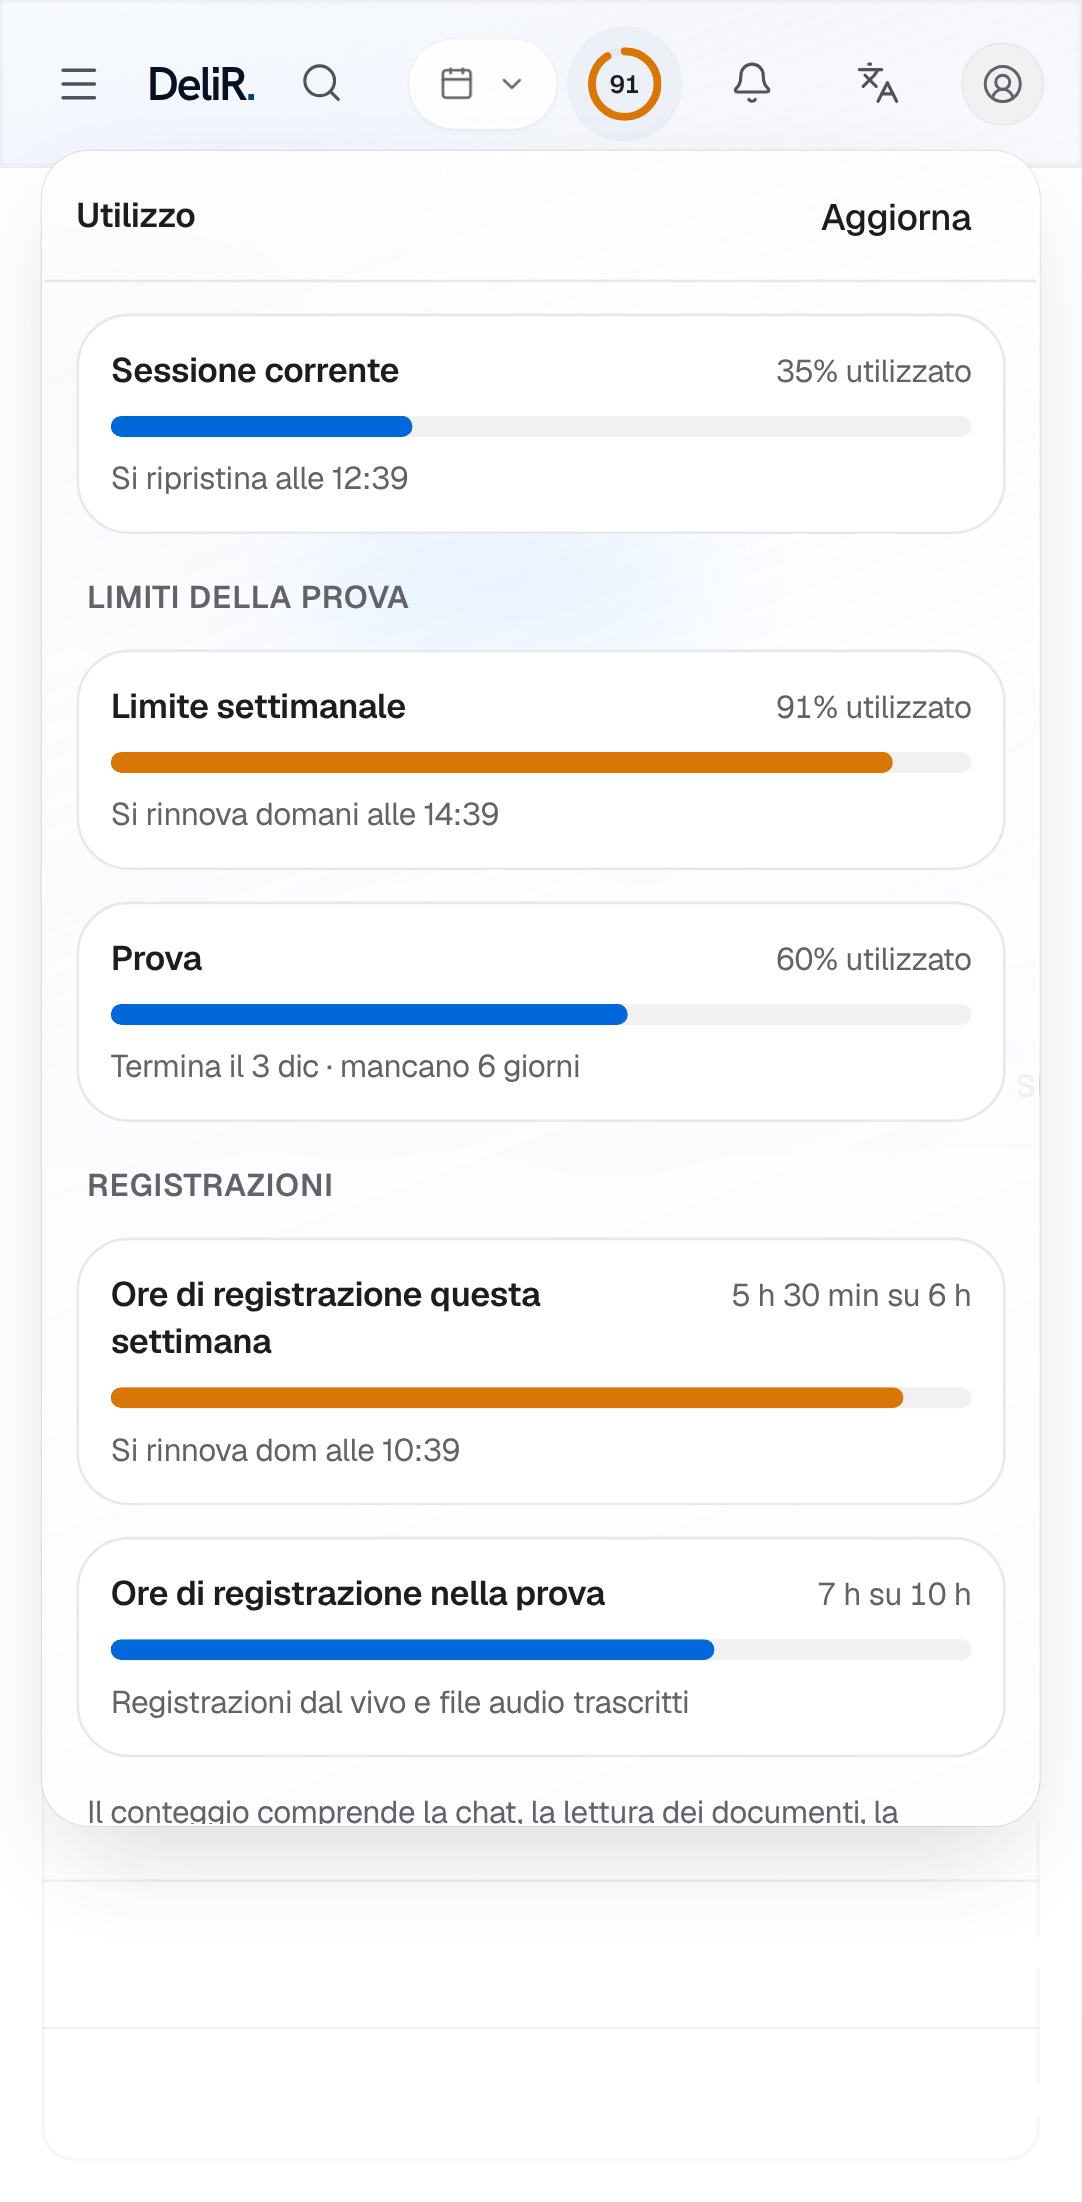 DeliR.
91
Utilizzo
Aggiorna
Sessione corrente
35% utilizzato
Si ripristina alle 12:39
LIMITI DELLA PROVA
Limite settimanale
91% utilizzato
Si rinnova domani alle 14:39
Prova
60% utilizzato
Termina il 3 dic · mancano 6 giorni
REGISTRAZIONI
Ore di registrazione questa
settimana
5 h 30 min su 6 h
Si rinnova dom alle 10:39
Ore di registrazione nella prova
7 h su 10 h
Registrazioni dal vivo e file audio trascritti
Il conteggio comprende la chat, la lettura dei documenti, la